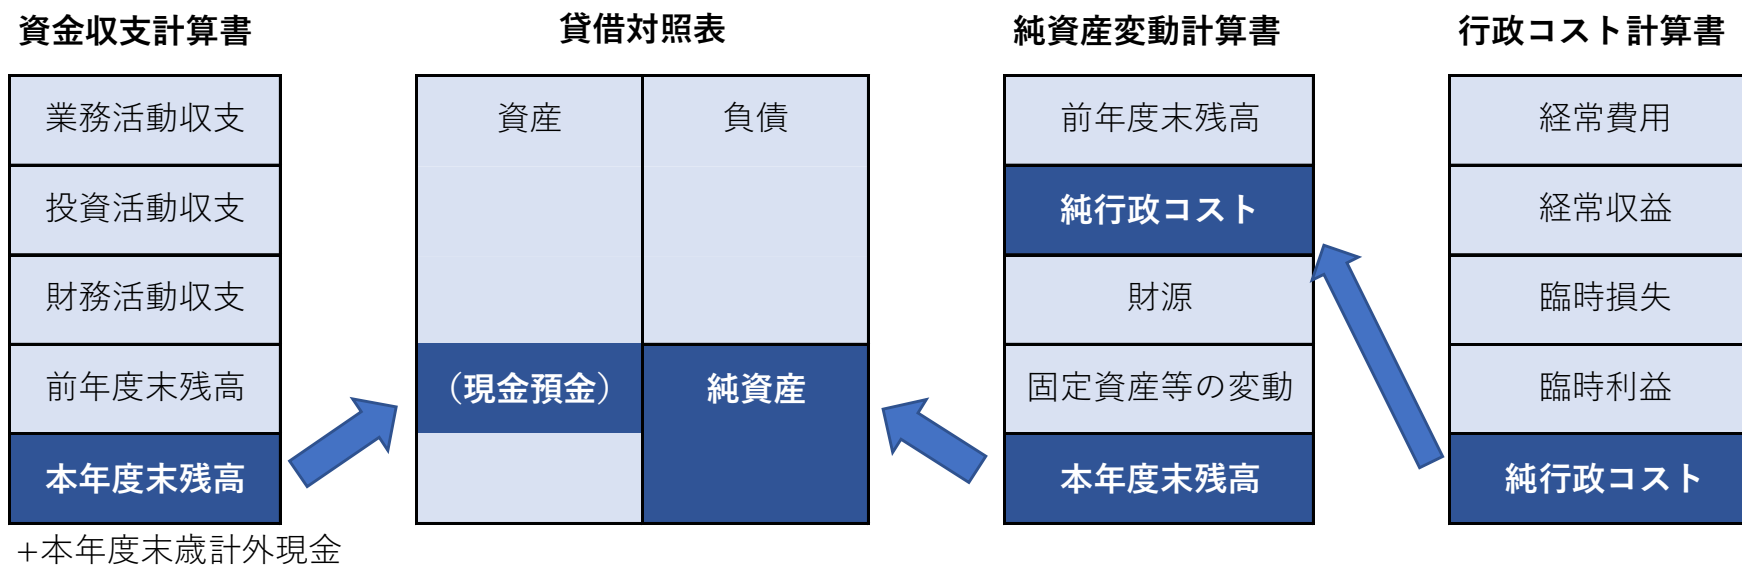 資金収支計算書
業務活動収支
投資活動収支
財務活動収支
前年度末残高
本年度末残高
+本年度末歳計外現金
貸借対照表
資産
負債
（現金預金）
純資産
純資産変動計算書
前年度末残高
純行政コスト
財源
固定資産等の変動
本年度末残高
行政コスト計算書
経常費用
経常収益
臨時損失
臨時利益
純行政コスト